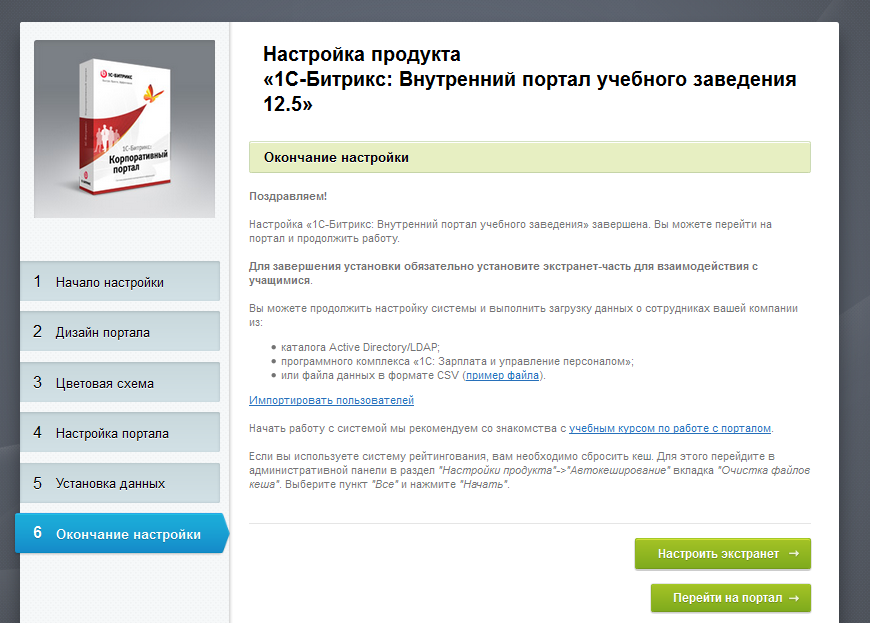 Настройка продукта
«1С-Битрикс: Внутренний портал учебного заведения
12.5»
1С-БИТРИКС
1С-Битрикс:
Корпоративный
портал
Окончание настройки
Поздравляем!
Настройка «1С-Битрикс: Внутренний портал учебного заведения» завершена. Вы можете перейти на
портал и продолжить работу.
Для завершения установки обязательно установите экстранет-часть для взаимодействия с
учащимися.
Вы можете продолжить настройку системы и выполнить загрузку данных о сотрудниках вашей компании
из:
• каталога Active Directory/LDAP;
• программного комплекса «1С: Зарплата и управление персоналом»;
• или файла данных в формате CSV (пример файла).
Импортировать пользователей
Начать работу с системой мы рекомендуем со знакомства с учебным курсом по работе с порталом.
Если вы используете систему рейтингования, вам необходимо сбросить кеш. Для этого перейдите в
административной панели в раздел "Настройки продукта"->"Автокеширование" вкладка "Очистка файлов
кеша". Выберите пункт "Все" и нажмите "Начать".
1 Начало настройки
2 Дизайн портала
3 Цветовая схема
4 Настройка портала
5 Установка данных
6 Окончание настройки
Настроить экстранет →
Перейти на портал →